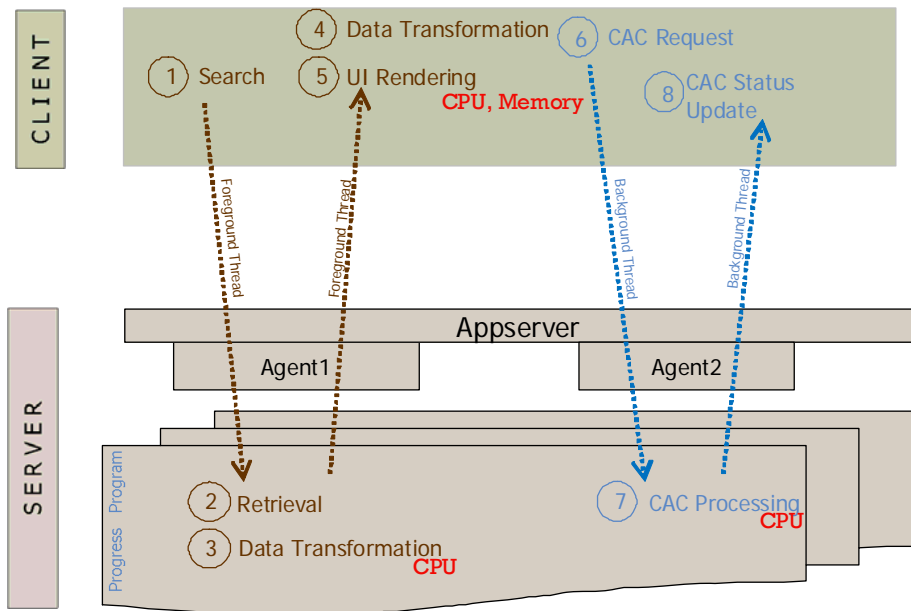 CLIENT
4 Data Transformation
6 CAC Request
1 Search
5 UI Rendering
8 CAC Status
Update
CPU, Memory
Foreground Thread
Foreground Thread
Background Thread
Background Thread
SERVER
Appserver
Agent1
Agent2
Progress Program
2 Retrieval
7 CAC Processing
CPU
3 Data Transformation
CPU